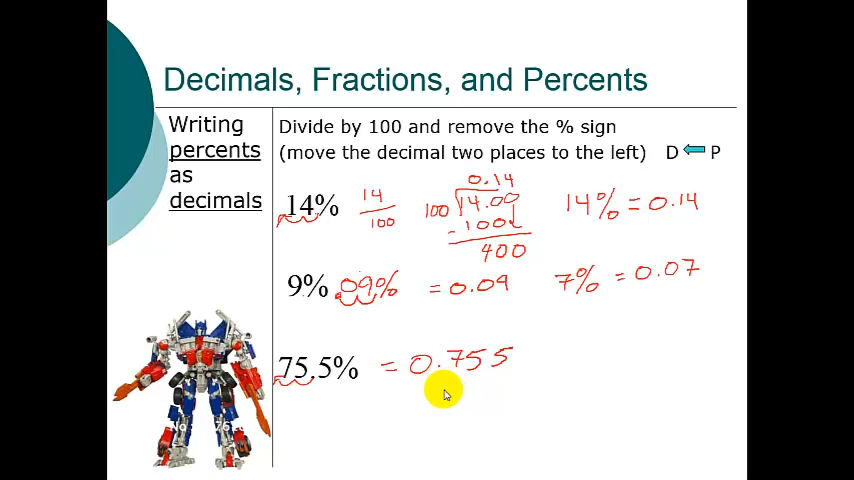 Decimals, Fractions, and Percents
Writing
percents
as
decimals
Divide by 100 and remove the % sign
(move the decimal two places to the left) D P
14% 14/100 0.14 100 14.00 14% = 0.14
- 100
400
9% .09% = 0.09 7% = 0.07
75.5% = 0.755